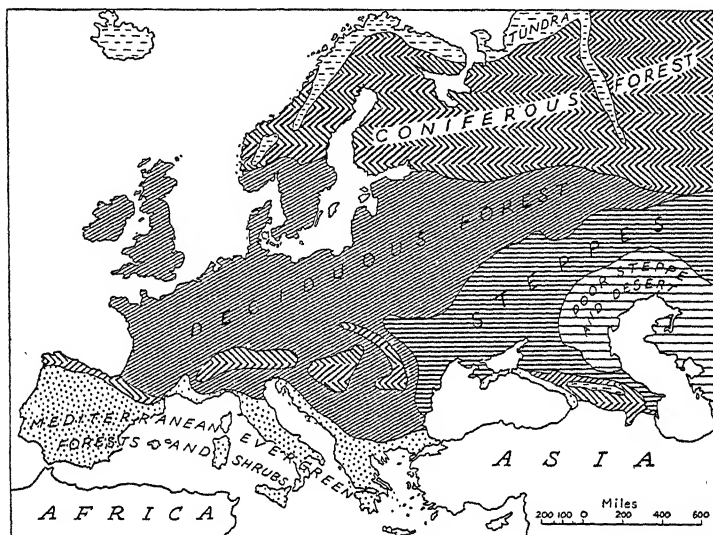 TUNDRA
CONIFEROUS FOREST
DECIDUOUS FOREST
STEPPES
POOR STEPPE
AND DESERT
MEDITERRANEAN
FORESTS AND
EVERGREEN
SHRUBS
ASIA
AFRICA
Miles
200 100 0 200 400 600